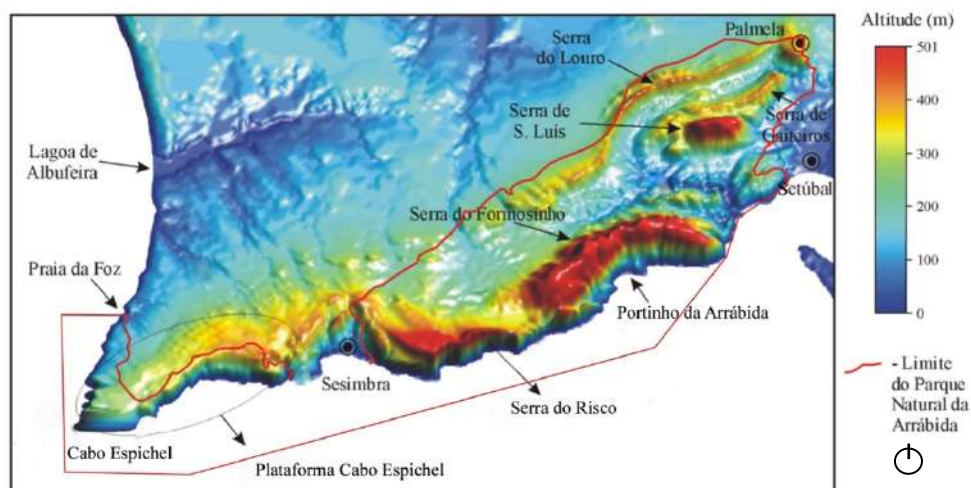 Altitude (m)
501
400
300
200
100
0
Palmela
Serra
do Louro
Serra de
S. Luís
Serra de
Gaiteiros
Lagoa de
Albufeira
Setúbal
Serra do Formosinho
Praia da Foz
Portinho da Arrábida
Sesimbra
Serra do Risco
Cabo Espichel
Plataforma Cabo Espichel
- Limite
do Parque
Natural da
Arrábida